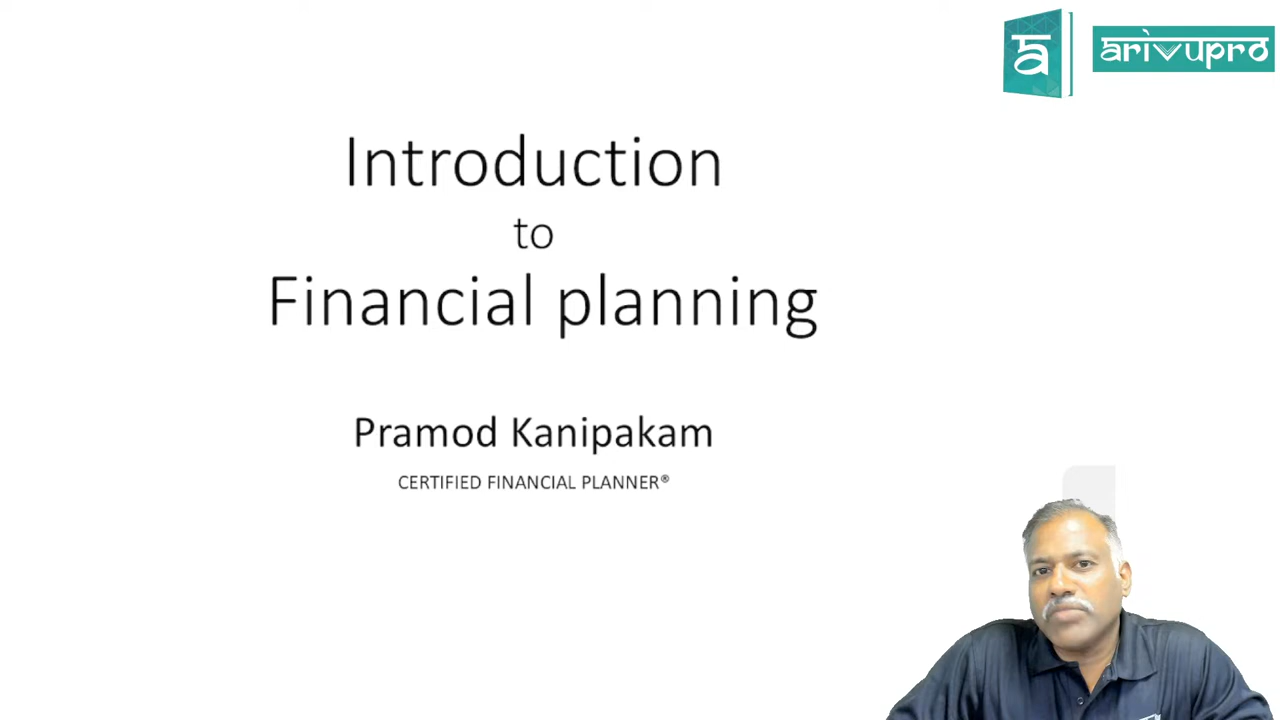 arivupro
Introduction
to
Financial planning
Pramod Kanipakam
CERTIFIED FINANCIAL PLANNER®